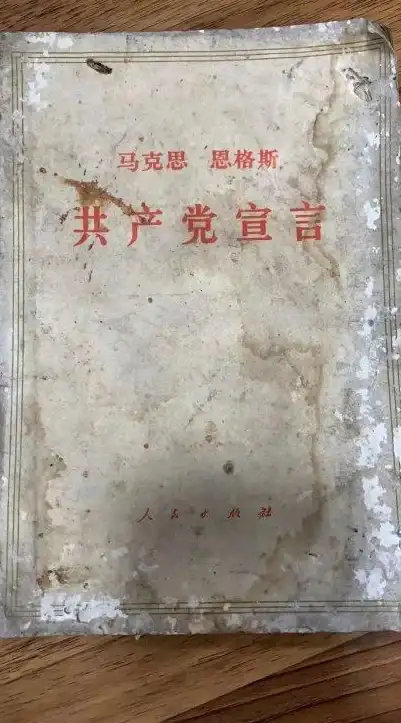 马克思 恩格斯
共产党宣言
人民出版社